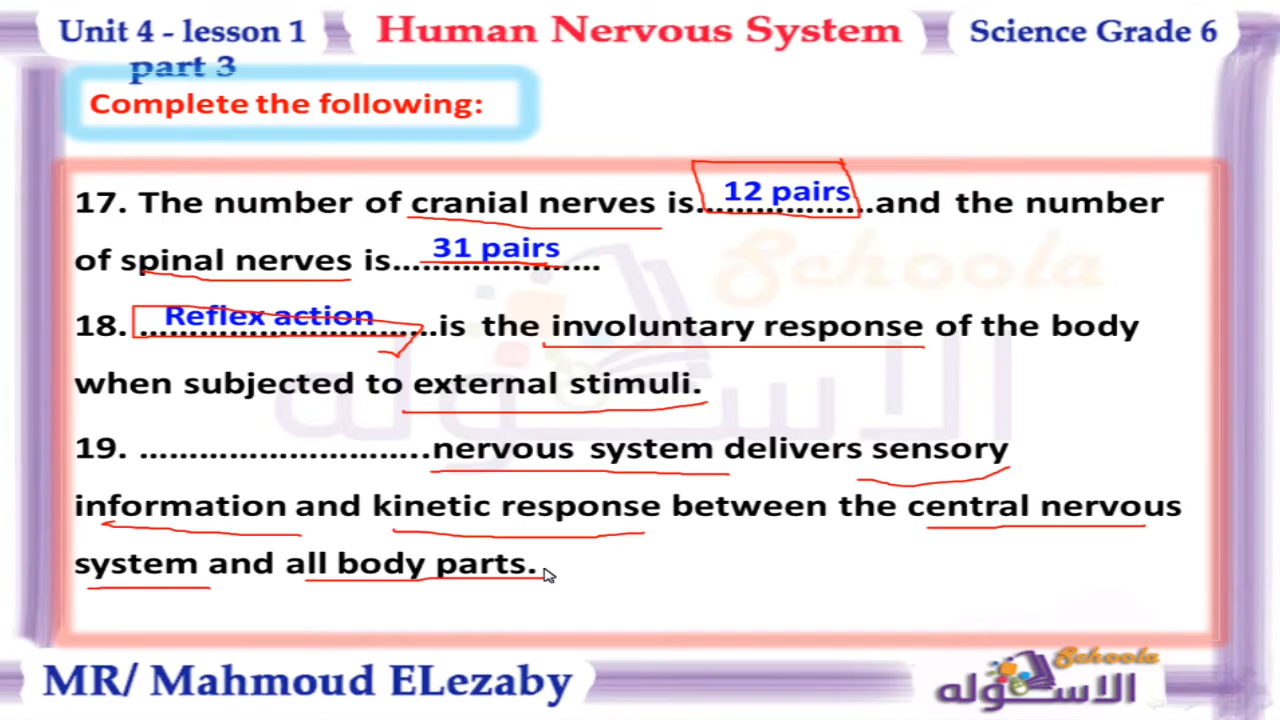 Unit 4 - lesson 1
part 3
Human Nervous System
Science Grade 6
Complete the following:
17. The number of cranial nerves is....12 pairs....and the number
of spinal nerves is....31 pairs....
18. ....Reflex action....is the involuntary response of the body
when subjected to external stimuli.
19. ..............................nervous system delivers sensory
information and kinetic response between the central nervous
system and all body parts.
Schoola
الاسكوله
MR/ Mahmoud ELezaby
Schoola
الاسكوله